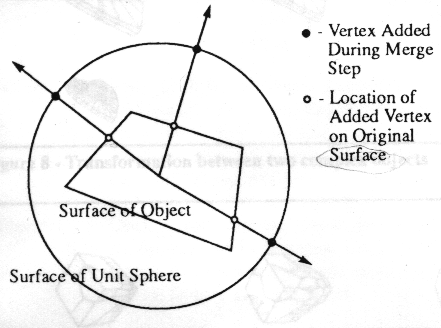 ● - Vertex Added
During Merge
Step
○ - Location of
Added Vertex
on Original
Surface
Surface of Object
Surface of Unit Sphere